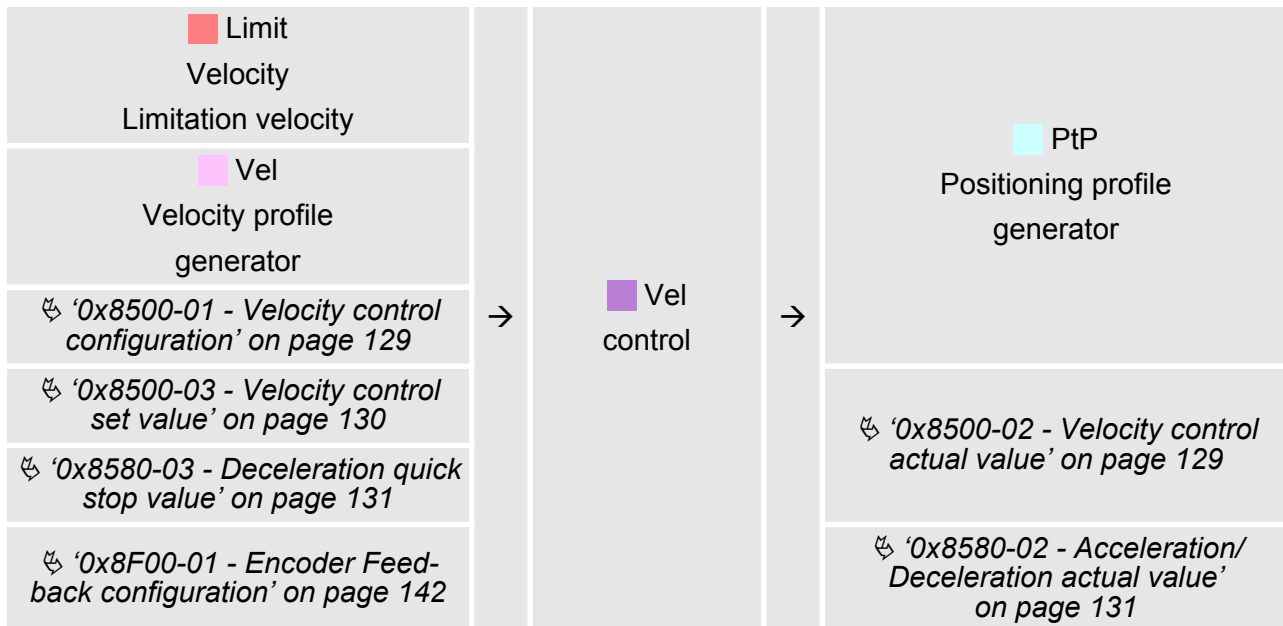 Limit
Velocity
Limitation velocity
Vel
Velocity profile
generator
‘0x8500-01 - Velocity control
configuration’ on page 129
‘0x8500-03 - Velocity control
set value’ on page 130
‘0x8580-03 - Deceleration quick
stop value’ on page 131
‘0x8F00-01 - Encoder Feed-
back configuration’ on page 142
→
Vel
control
→
PtP
Positioning profile
generator
‘0x8500-02 - Velocity control
actual value’ on page 129
‘0x8580-02 - Acceleration/
Deceleration actual value’
on page 131